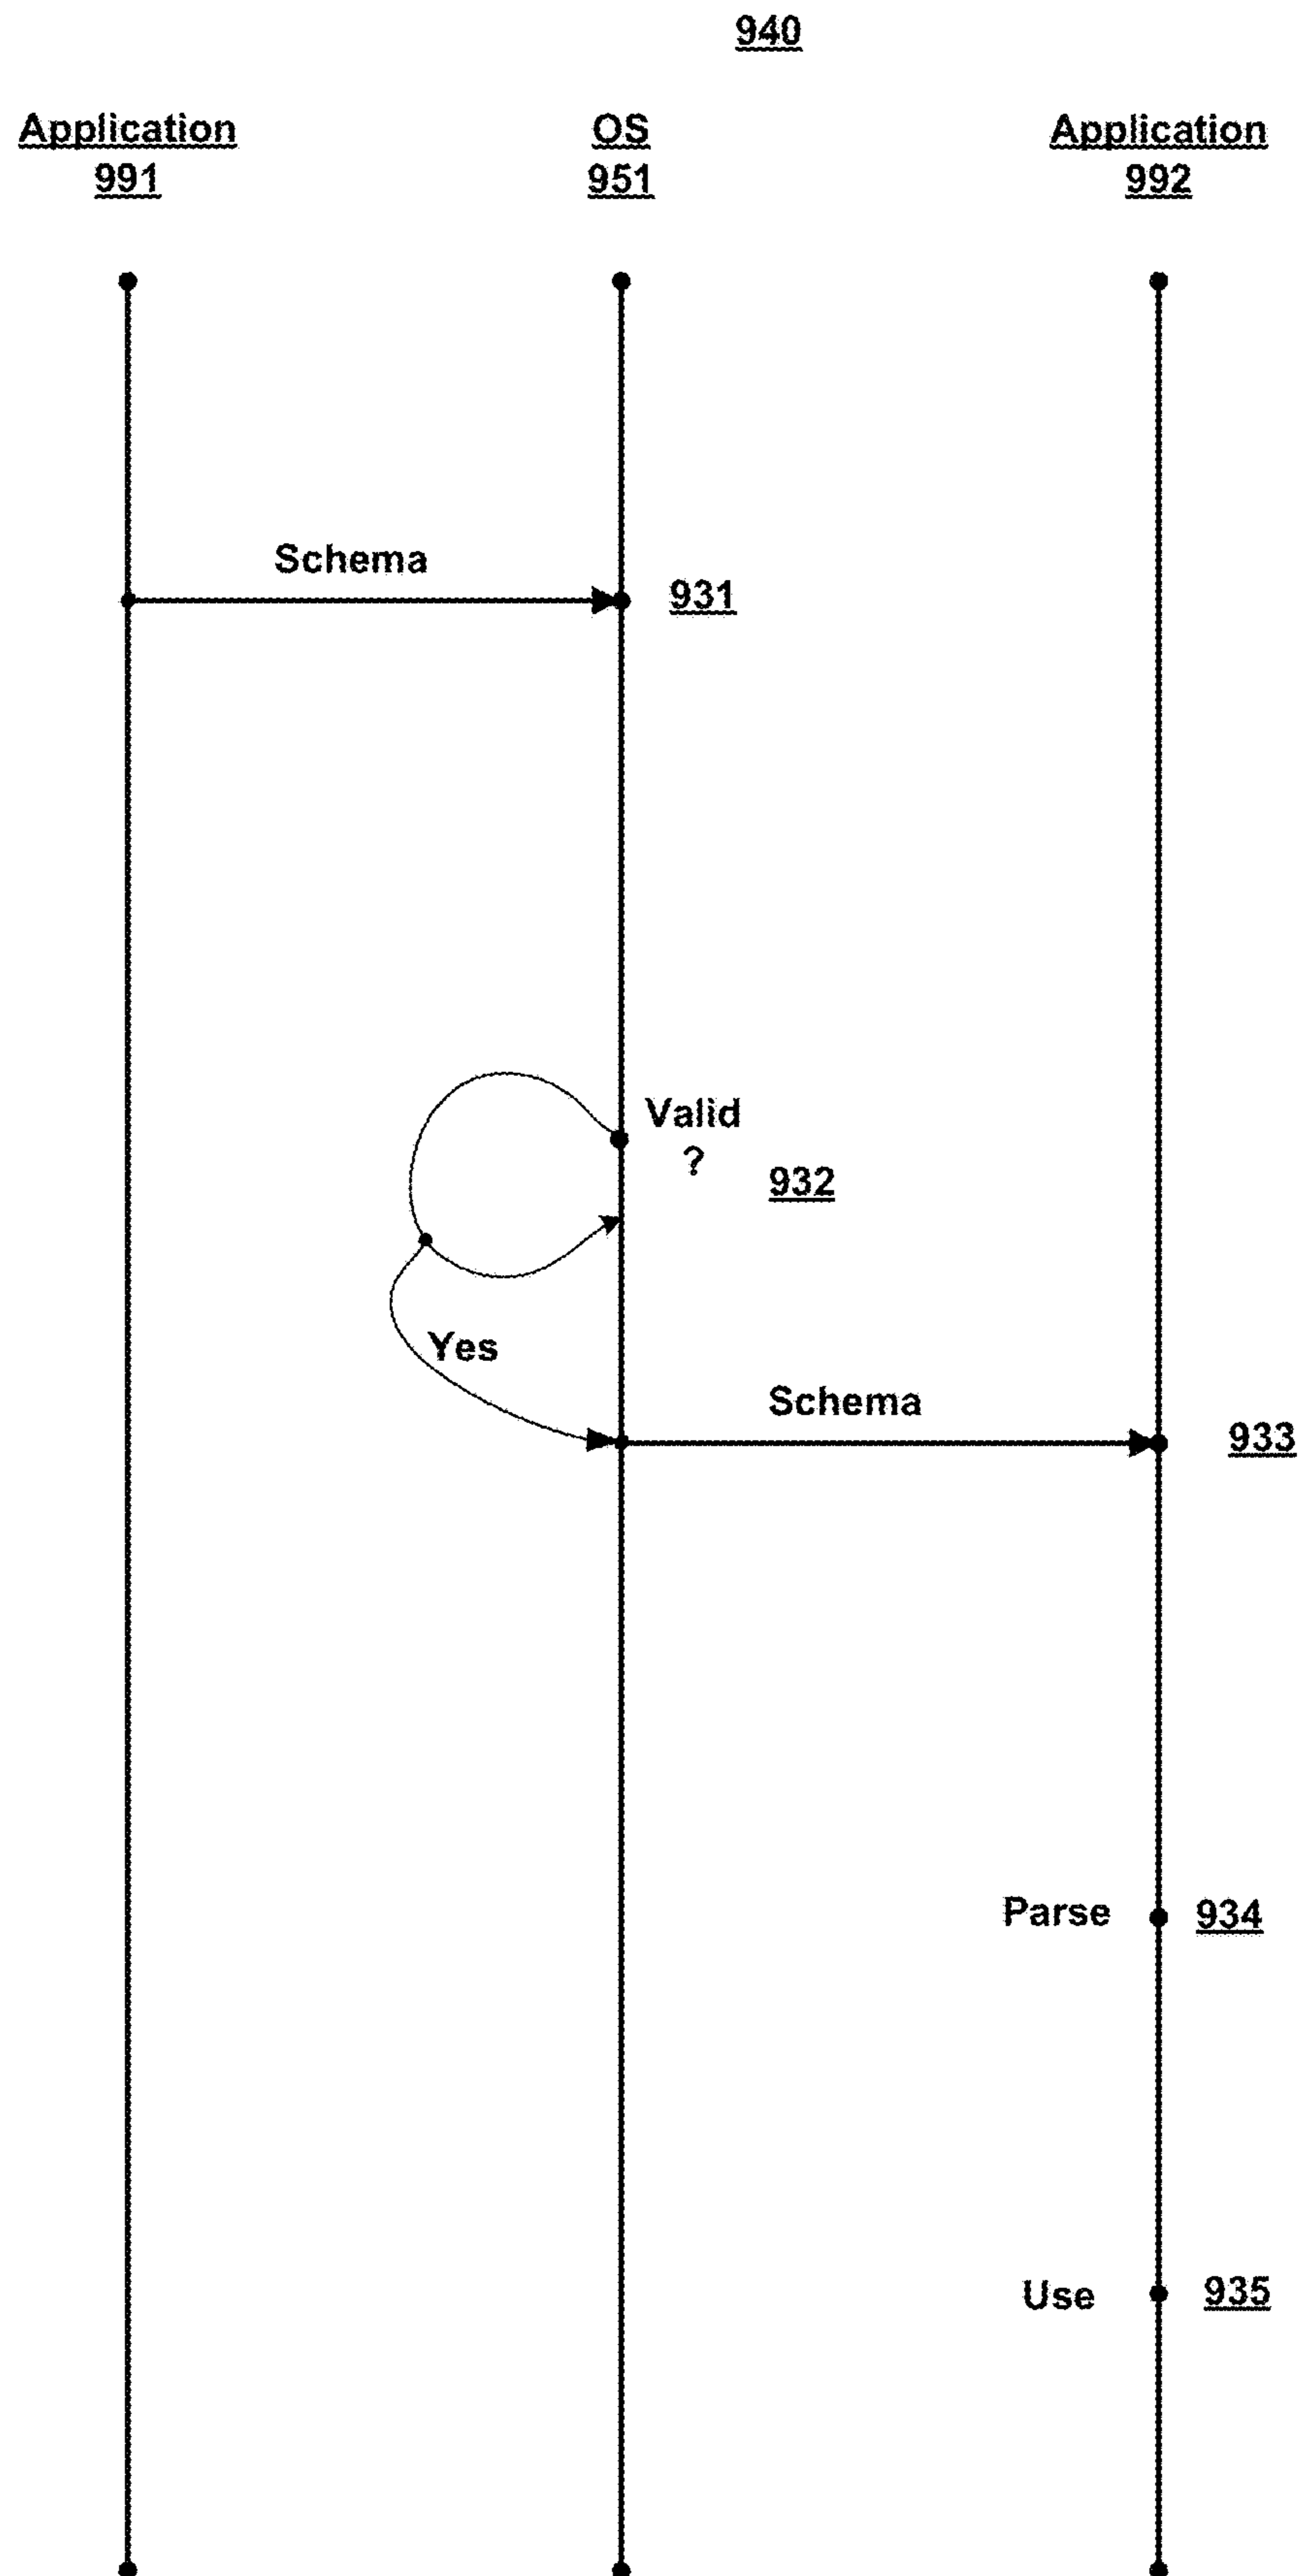 940
Application
991
OS
951
Application
992
Schema
931
Valid
?
932
Yes
Schema
933
Parse
934
Use
935